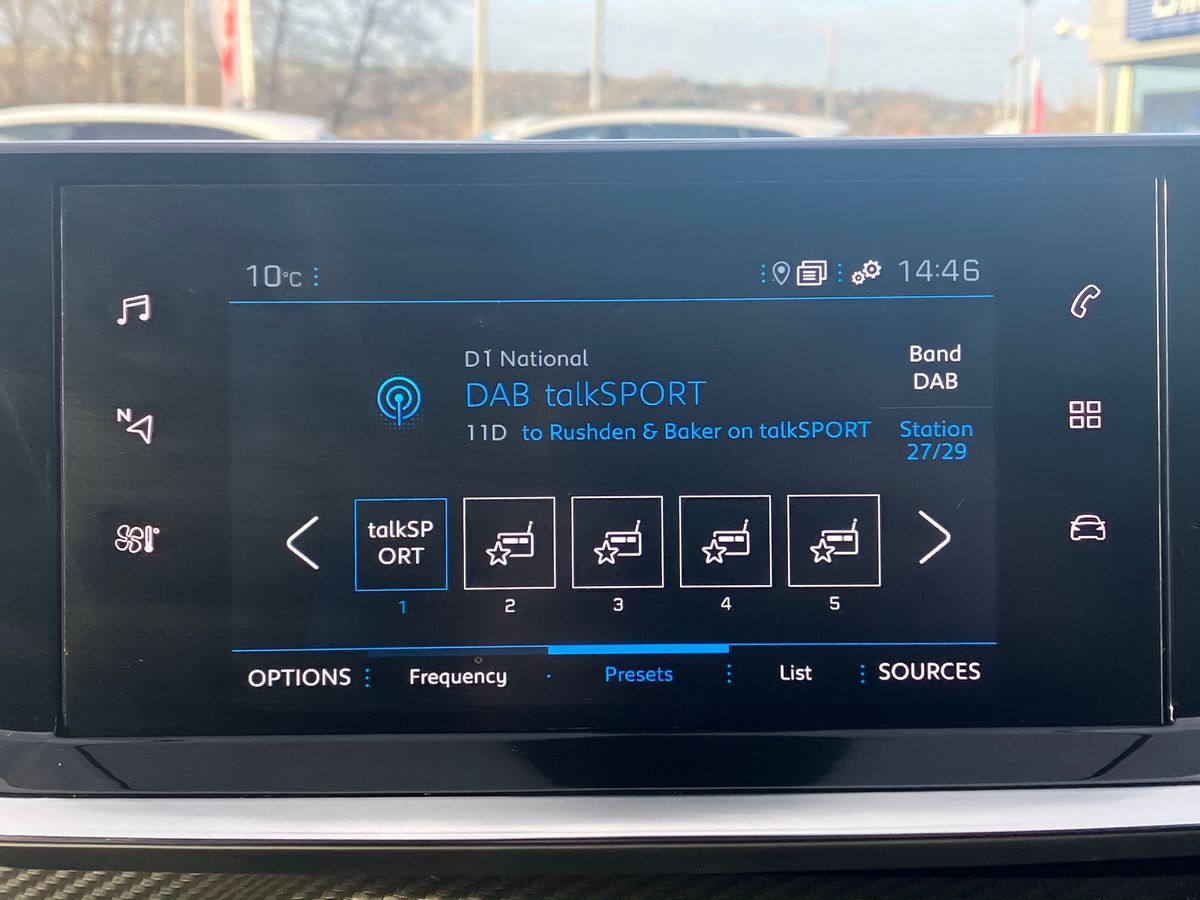 10°C
14:46
N
D1 National
DAB talkSPORT
11D to Rushden & Baker on talkSPORT
Band
DAB
Station
27/29
talkSP
ORT
1
2
3
4
5
OPTIONS
Frequency
Presets
List
SOURCES